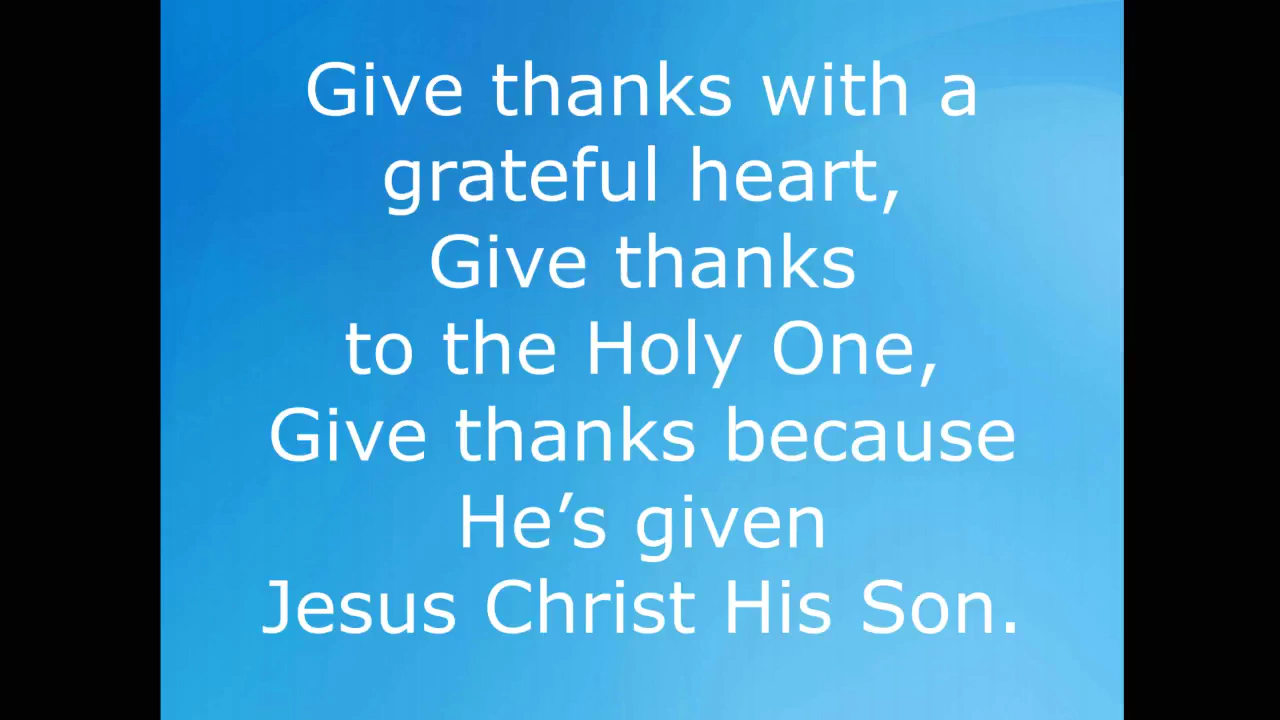 Give thanks with a
grateful heart,
Give thanks
to the Holy One,
Give thanks because
He’s given
Jesus Christ His Son.